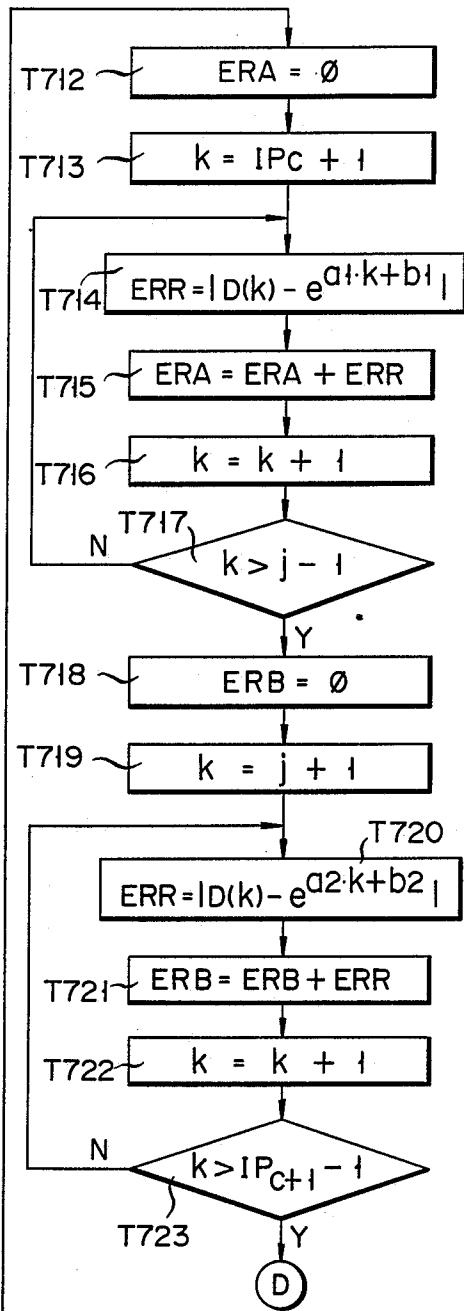 T712
ERA = Ø
T713
k = IPc + 1
T714
ERR=|D(k) - e^a1·k+b1|
T715
ERA = ERA + ERR
T716
k = k + 1
T717
N
k > j - 1
Y
T718
ERB = Ø
T719
k = j + 1
T720
ERR=|D(k) - e^a2·k+b2|
T721
ERB = ERB + ERR
T722
k = k + 1
N
k > IPc+1 - 1
T723
Y
D